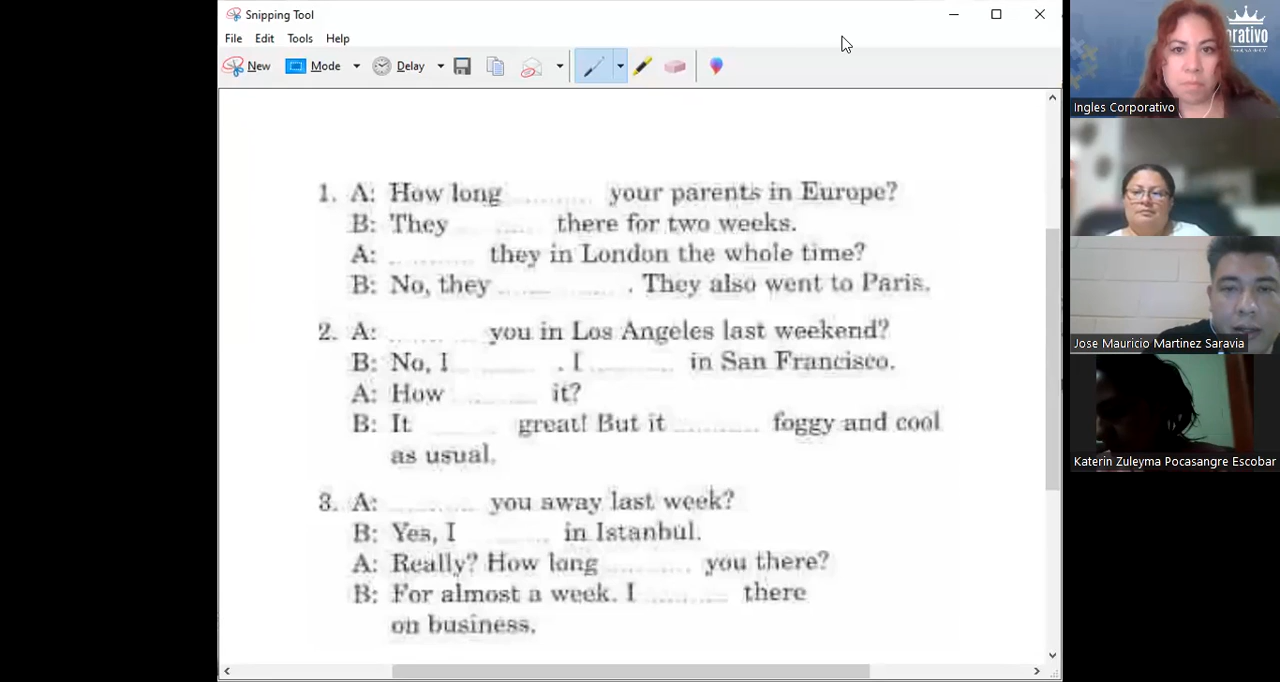 Snipping Tool
File Edit Tools Help
New Mode Delay
1. A: How long ......... your parents in Europe?
B: They ..... there for two weeks.
A: ......... they in London the whole time?
B: No, they ...... ......... . They also went to Paris.
2. A: ......... you in Los Angeles last weekend?
B: No, I ......... . I ......... in San Francisco.
A: How ......... it?
B: It ......... great! But it ......... foggy and cool
as usual.
3. A: ......... you away last week?
B: Yes, I ......... in Istanbul.
A: Really? How long ......... you there?
B: For almost a week. I ......... there
on business.
orativo
Ingles Corporativo
Jose Mauricio Martinez Saravia
Katerin Zuleyma Pocasangre Escobar